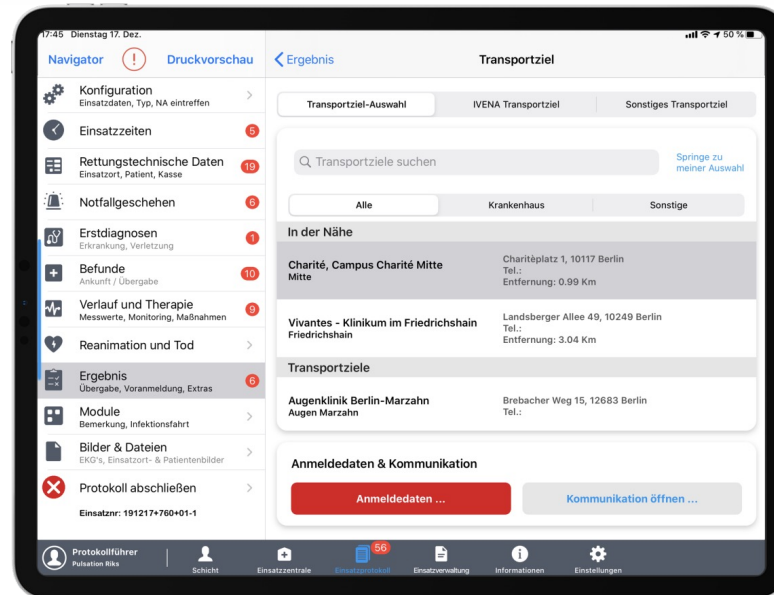 17:45 Dienstag 17. Dez.
50 %
Navigator
!
Druckvorschau
Konfiguration
Einsatzdaten, Typ, NA eintreffen
Einsatzzeiten
5
Rettungstechnische Daten
Einsatzort, Patient, Kasse
19
Notfallgeschehen
6
Erstdiagnosen
Erkrankung, Verletzung
1
Befunde
Ankunft / Übergabe
10
Verlauf und Therapie
Messwerte, Monitoring, Maßnahmen
9
Reanimation und Tod
Ergebnis
Übergabe, Voranmeldung, Extras
6
Module
Bemerkung, Infektionsfahrt
Bilder & Dateien
EKG's, Einsatzort- & Patientenbilder
Protokoll abschließen
Einsatznr: 191217+760+01-1
Ergebnis
Transportziel
Transportziel-Auswahl
IVENA Transportziel
Sonstiges Transportziel
Transportziele suchen
Springe zu
meiner Auswahl
Alle
Krankenhaus
Sonstige
In der Nähe
Charité, Campus Charité Mitte
Mitte
Charitèplatz 1, 10117 Berlin
Tel.:
Entfernung: 0.99 Km
Vivantes - Klinikum im Friedrichshain
Friedrichshain
Landsberger Allee 49, 10249 Berlin
Tel.:
Entfernung: 3.04 Km
Transportziele
Augenklinik Berlin-Marzahn
Augen Marzahn
Brebacher Weg 15, 12683 Berlin
Tel.:
Anmeldedaten & Kommunikation
Anmeldedaten ...
Kommunikation öffnen ...
Protokollführer
Pulsation Riks
Schicht
Einsatzzentrale
56
Einsatzprotokoll
Einsatzverwaltung
Informationen
Einstellungen